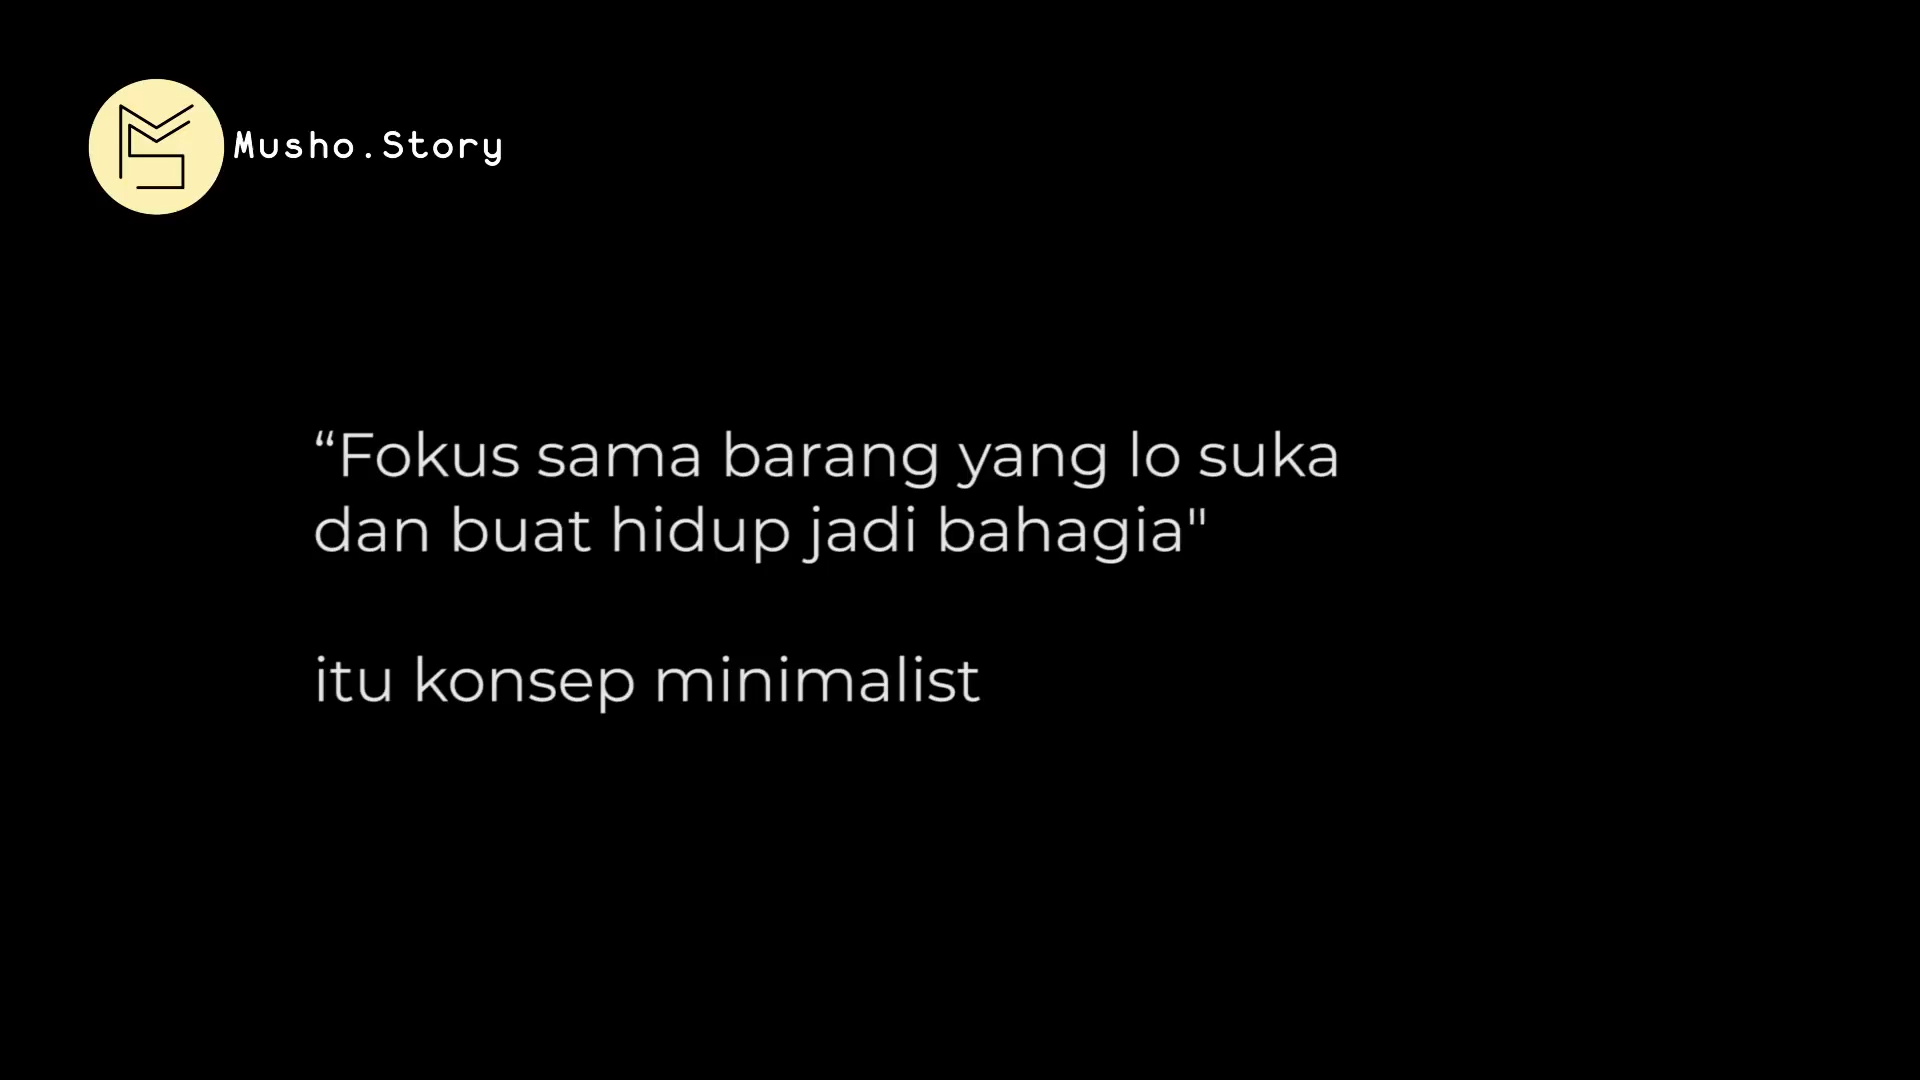 Musho.Story
“Fokus sama barang yang lo suka
dan buat hidup jadi bahagia"
itu konsep minimalist